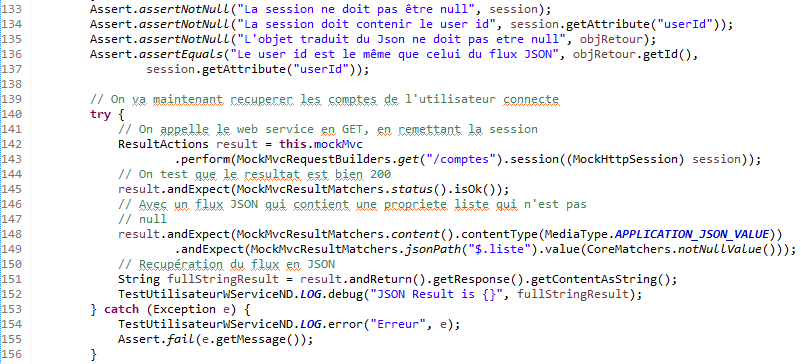 133 Assert.assertNotNull("La session ne doit pas être null", session);
134 Assert.assertNotNull("La session doit contenir le user id", session.getAttribute("userId"));
135 Assert.assertNotNull("L'objet traduit du Json ne doit pas etre null", objRetour);
136 Assert.assertEquals("Le user id est le même que celui du flux JSON", objRetour.getId(),
137 session.getAttribute("userId"));
138
139 // On va maintenant recuperer les comptes de l'utilisateur connecte
140 try {
141 // On appelle le web service en GET, en remettant la session
142 ResultActions result = this.mockMvc
143 .perform(MockMvcRequestBuilders.get("/comptes").session((MockHttpSession) session));
144 // On test que le resultat est bien 200
145 result.andExpect(MockMvcResultMatchers.status().isOk());
146 // Avec un flux JSON qui contient une propriete liste qui n'est pas
147 // null
148 result.andExpect(MockMvcResultMatchers.content().contentType(MediaType.APPLICATION_JSON_VALUE))
149 .andExpect(MockMvcResultMatchers.jsonPath("$.liste").value(CoreMatchers.notNullValue()));
150 // Recupération du flux en JSON
151 String fullStringResult = result.andReturn().getResponse().getContentAsString();
152 TestUtilisateurWServiceND.LOG.debug("JSON Result is {}", fullStringResult);
153 } catch (Exception e) {
154 TestUtilisateurWServiceND.LOG.error("Erreur", e);
155 Assert.fail(e.getMessage());
156 }